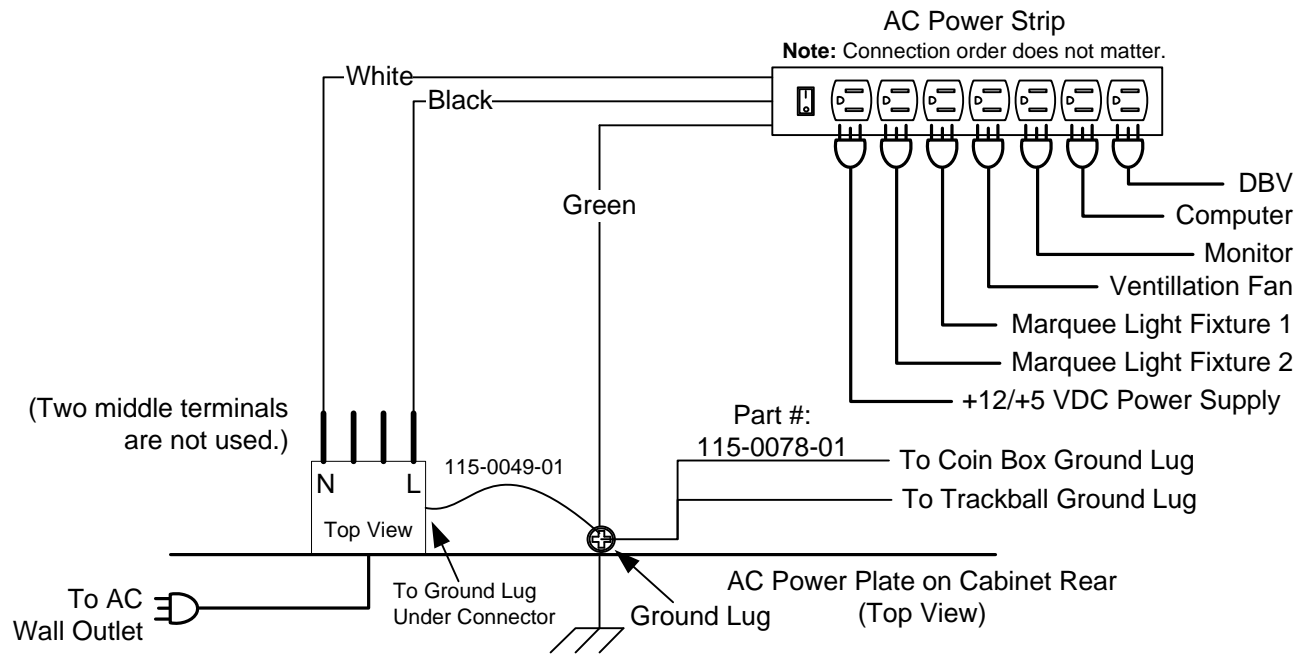 AC Power Strip
Note: Connection order does not matter.
White
Black
Green
DBV
Computer
Monitor
Ventillation Fan
Marquee Light Fixture 1
Marquee Light Fixture 2
+12/+5 VDC Power Supply
(Two middle terminals
are not used.)
Part #:
115-0078-01
115-0049-01
To Coin Box Ground Lug
To Trackball Ground Lug
N
L
Top View
To AC
Wall Outlet
To Ground Lug
Under Connector
Ground Lug
AC Power Plate on Cabinet Rear
(Top View)